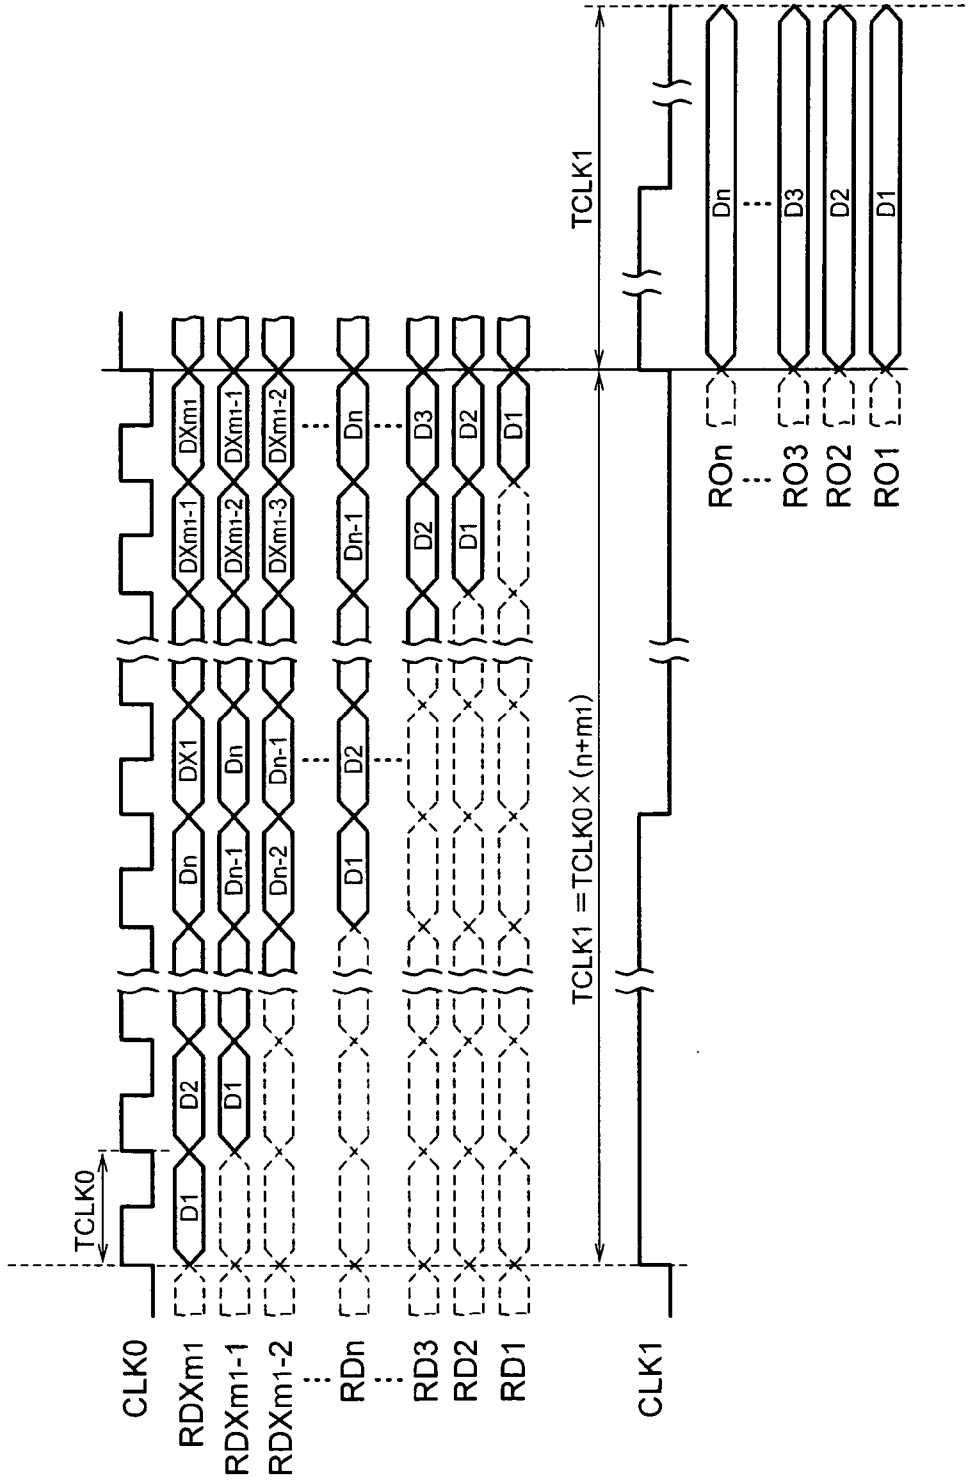 TCLK0
CLK0
RDXm1 D1 D2 Dn DX1 DXm1-1 DXm1
RDXm1-1 D1 Dn-1 Dn DXm1-2 DXm1-1
RDXm1-2 Dn-2 Dn-1 DXm1-3 DXm1-2
RDn D1 D2 Dn-1 Dn
RD3 D2 D3
RD2 D1 D2
RD1 D1
TCLK1 =TCLK0×(n+m1)
TCLK1
CLK1
ROn Dn
RO3 D3
RO2 D2
RO1 D1